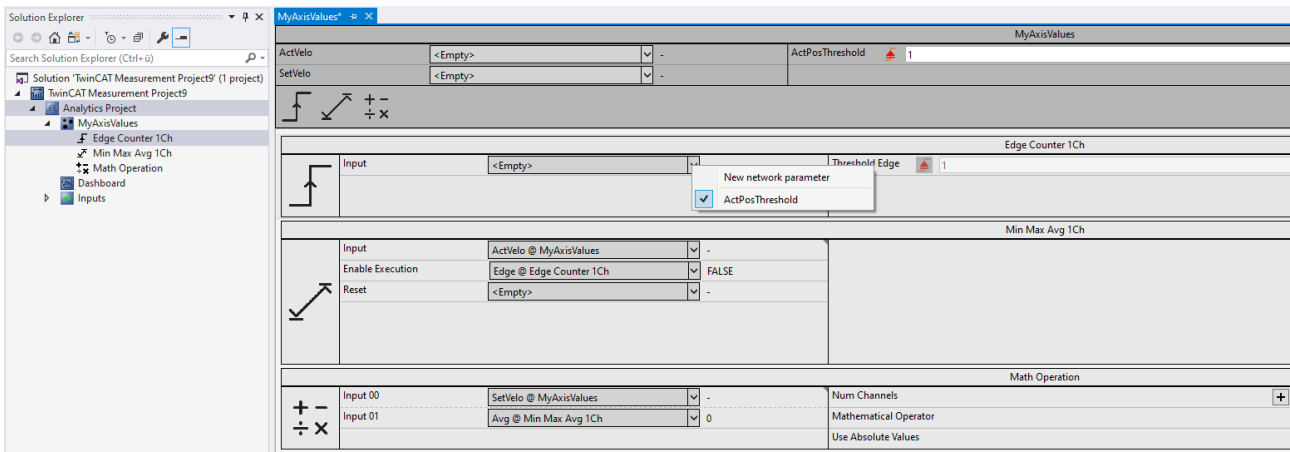 Solution Explorer
Search Solution Explorer (Ctrl+ü)
Solution 'TwinCAT Measurement Project9' (1 project)
TwinCAT Measurement Project9
Analytics Project
MyAxisValues
Edge Counter 1Ch
Min Max Avg 1Ch
Math Operation
Dashboard
Inputs
MyAxisValues*
MyAxisValues
ActVelo <Empty> - ActPosThreshold 1
SetVelo <Empty> -
Edge Counter 1Ch
Input <Empty> Threshold Edge 1
New network parameter
ActPosThreshold
Min Max Avg 1Ch
Input ActVelo @ MyAxisValues -
Enable Execution Edge @ Edge Counter 1Ch FALSE
Reset <Empty> -
Math Operation
Input 00 SetVelo @ MyAxisValues - Num Channels +
Input 01 Avg @ Min Max Avg 1Ch 0 Mathematical Operator
Use Absolute Values